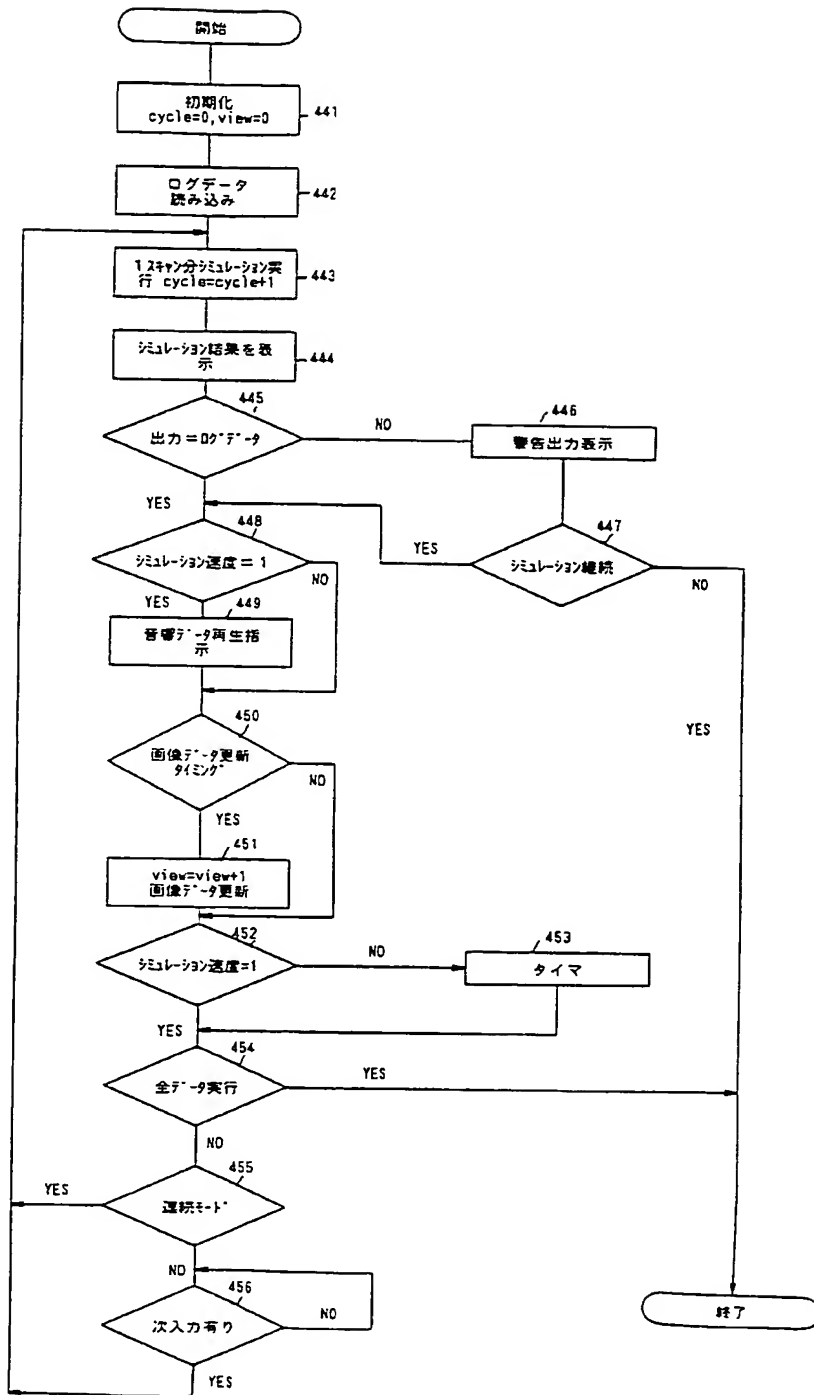 開始
初期化
cycle=0,view=0
441
ログデータ
読み込み
442
1スキャン分シミュレーション実
行 cycle=cycle+1
443
シミュレーション結果を表
示
444
445
出力=ログデータ
NO
446
警告出力表示
YES
448
シミュレーション速度=1
NO
YES
447
シミュレーション継続
NO
YES
449
音響データ再生指
示
450
画像データ更新
タイミング
NO
YES
YES
451
view=view+1
画像データ更新
452
シミュレーション速度=1
NO
453
タイマ
YES
454
全データ実行
YES
NO
455
連続モード
YES
NO
456
次入力有り
NO
YES
終了